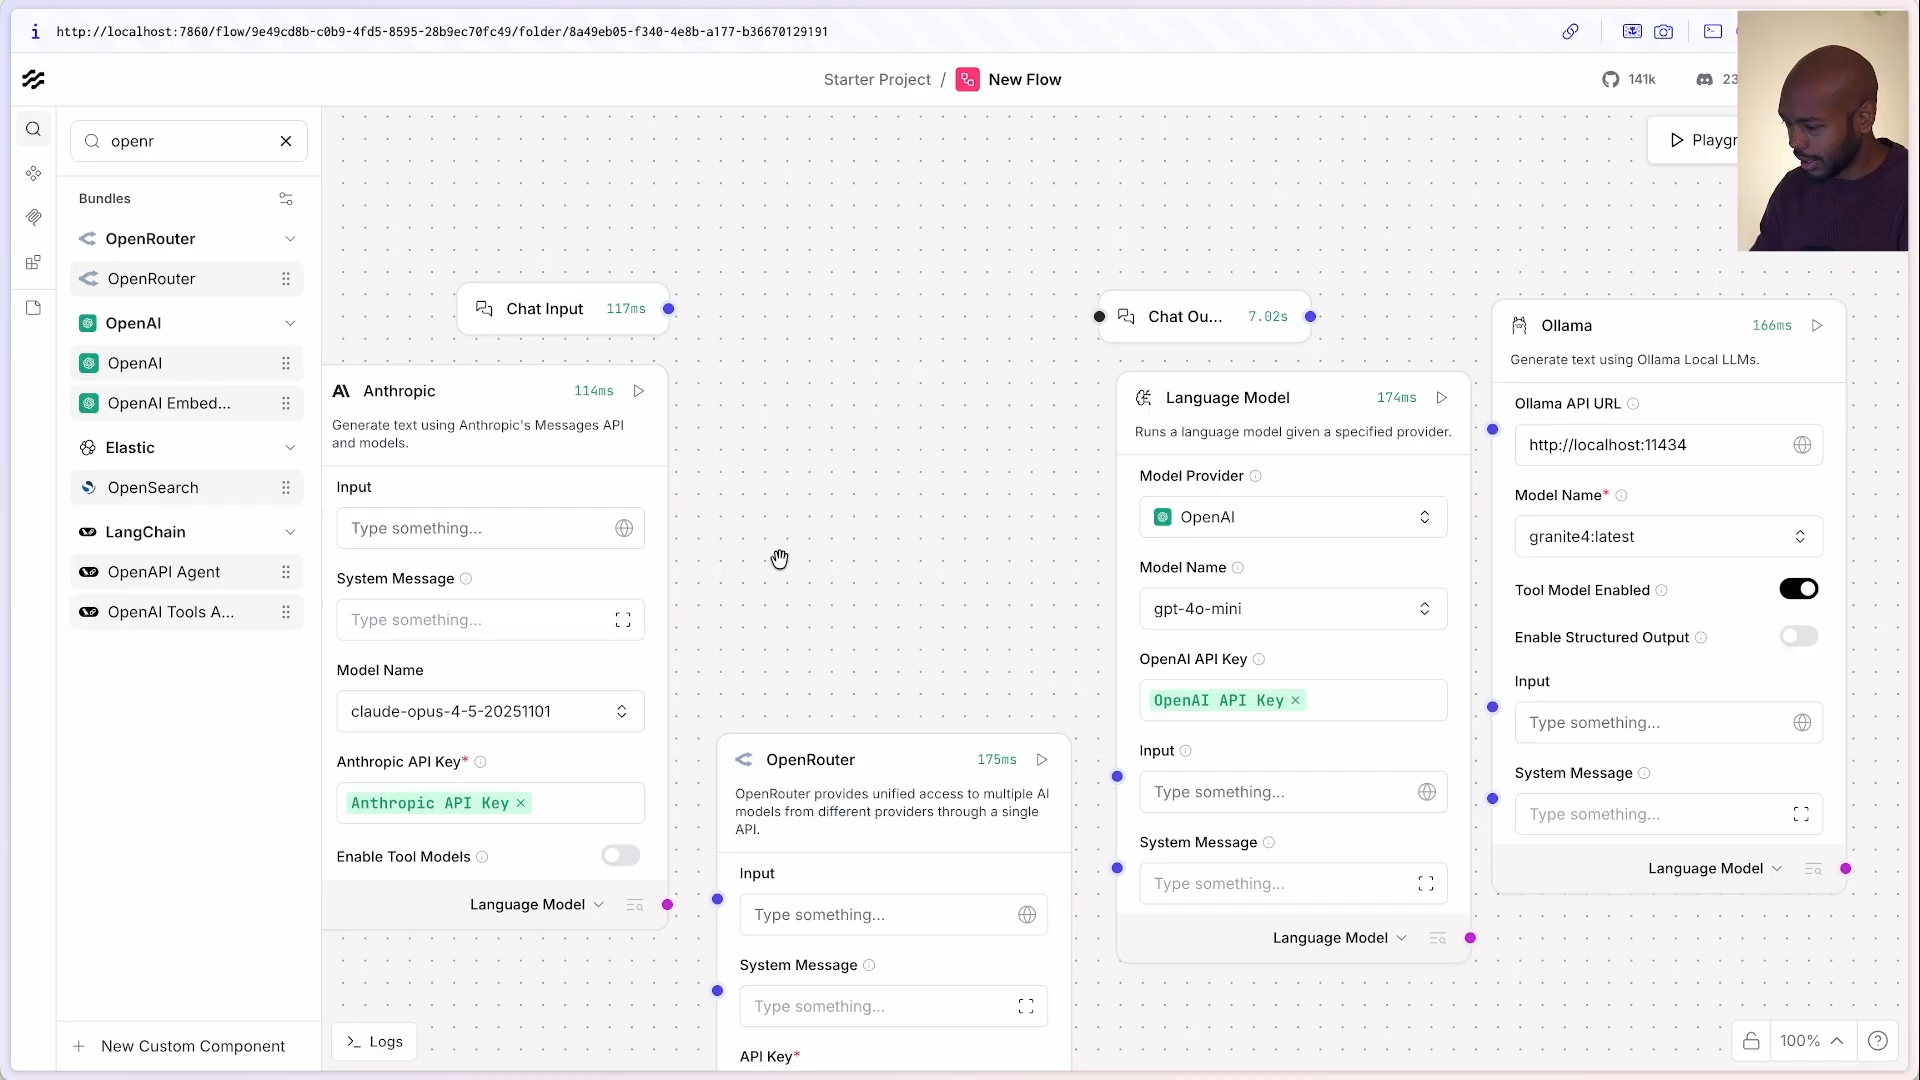 http://localhost:7860/flow/9e49cd8b-c0b9-4fd5-8595-28b9ec70fc49/folder/8a49eb05-f340-4e8b-a177-b36670129191
Starter Project / New Flow
141k
23
openr
Bundles
OpenRouter
OpenRouter
OpenAI
OpenAI
OpenAI Embed...
Elastic
OpenSearch
LangChain
OpenAPI Agent
OpenAI Tools A...
New Custom Component
Playgr
Chat Input 117ms
Anthropic 114ms
Generate text using Anthropic's Messages API
and models.
Input
Type something...
System Message
Type something...
Model Name
claude-opus-4-5-20251101
Anthropic API Key*
Anthropic API Key ×
Enable Tool Models
Language Model
OpenRouter 175ms
OpenRouter provides unified access to multiple AI
models from different providers through a single
API.
Input
Type something...
System Message
Type something...
API Key*
Chat Ou... 7.02s
Language Model 174ms
Runs a language model given a specified provider.
Model Provider
OpenAI
Model Name
gpt-4o-mini
OpenAI API Key
OpenAI API Key ×
Input
Type something...
System Message
Type something...
Language Model
Ollama 166ms
Generate text using Ollama Local LLMs.
Ollama API URL
http://localhost:11434
Model Name*
granite4:latest
Tool Model Enabled
Enable Structured Output
Input
Type something...
System Message
Type something...
Language Model
Logs
100%